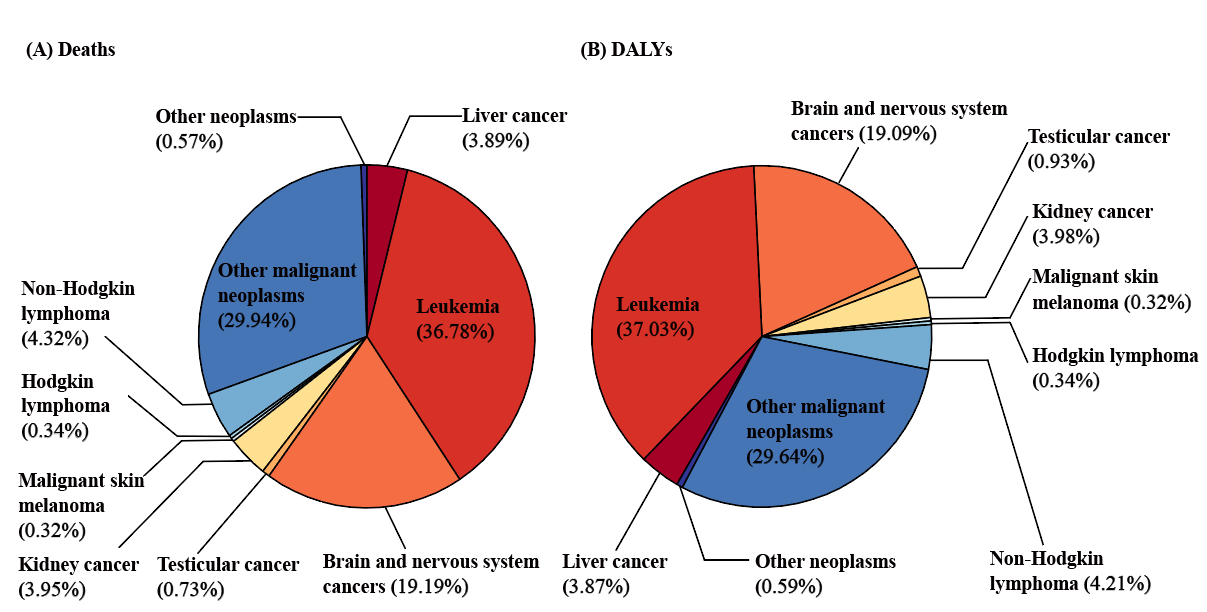 (A) Deaths
Other neoplasms
(0.57%)
Liver cancer
(3.89%)
Other malignant
neoplasms
(29.94%)
Leukemia
(36.78%)
Non-Hodgkin
lymphoma
(4.32%)
Hodgkin
lymphoma
(0.34%)
Malignant skin
melanoma
(0.32%)
Kidney cancer
(3.95%)
Testicular cancer
(0.73%)
Brain and nervous system
cancers (19.19%)
(B) DALYs
Brain and nervous system
cancers (19.09%)
Testicular cancer
(0.93%)
Kidney cancer
(3.98%)
Malignant skin
melanoma (0.32%)
Hodgkin lymphoma
(0.34%)
Leukemia
(37.03%)
Other malignant
neoplasms
(29.64%)
Liver cancer
(3.87%)
Other neoplasms
(0.59%)
Non-Hodgkin
lymphoma (4.21%)